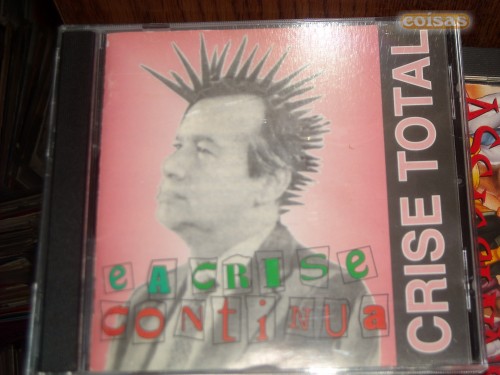 coisas
e A CRISe
CONTiNUa
CRISE TOTAL